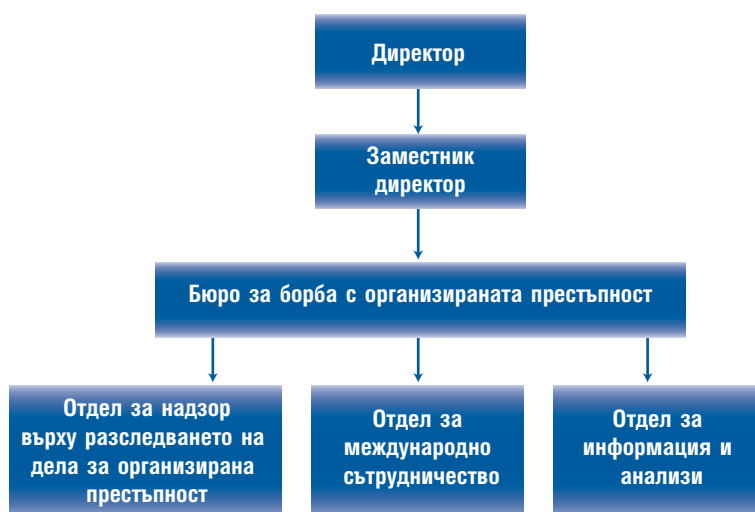 Директор
Заместник
директор
Бюро за борба с организираната престъпност
Отдел за надзор
върху разследването на
дела за организирана
престъпност
Отдел за
международно
сътрудничество
Отдел за
информация и
анализи